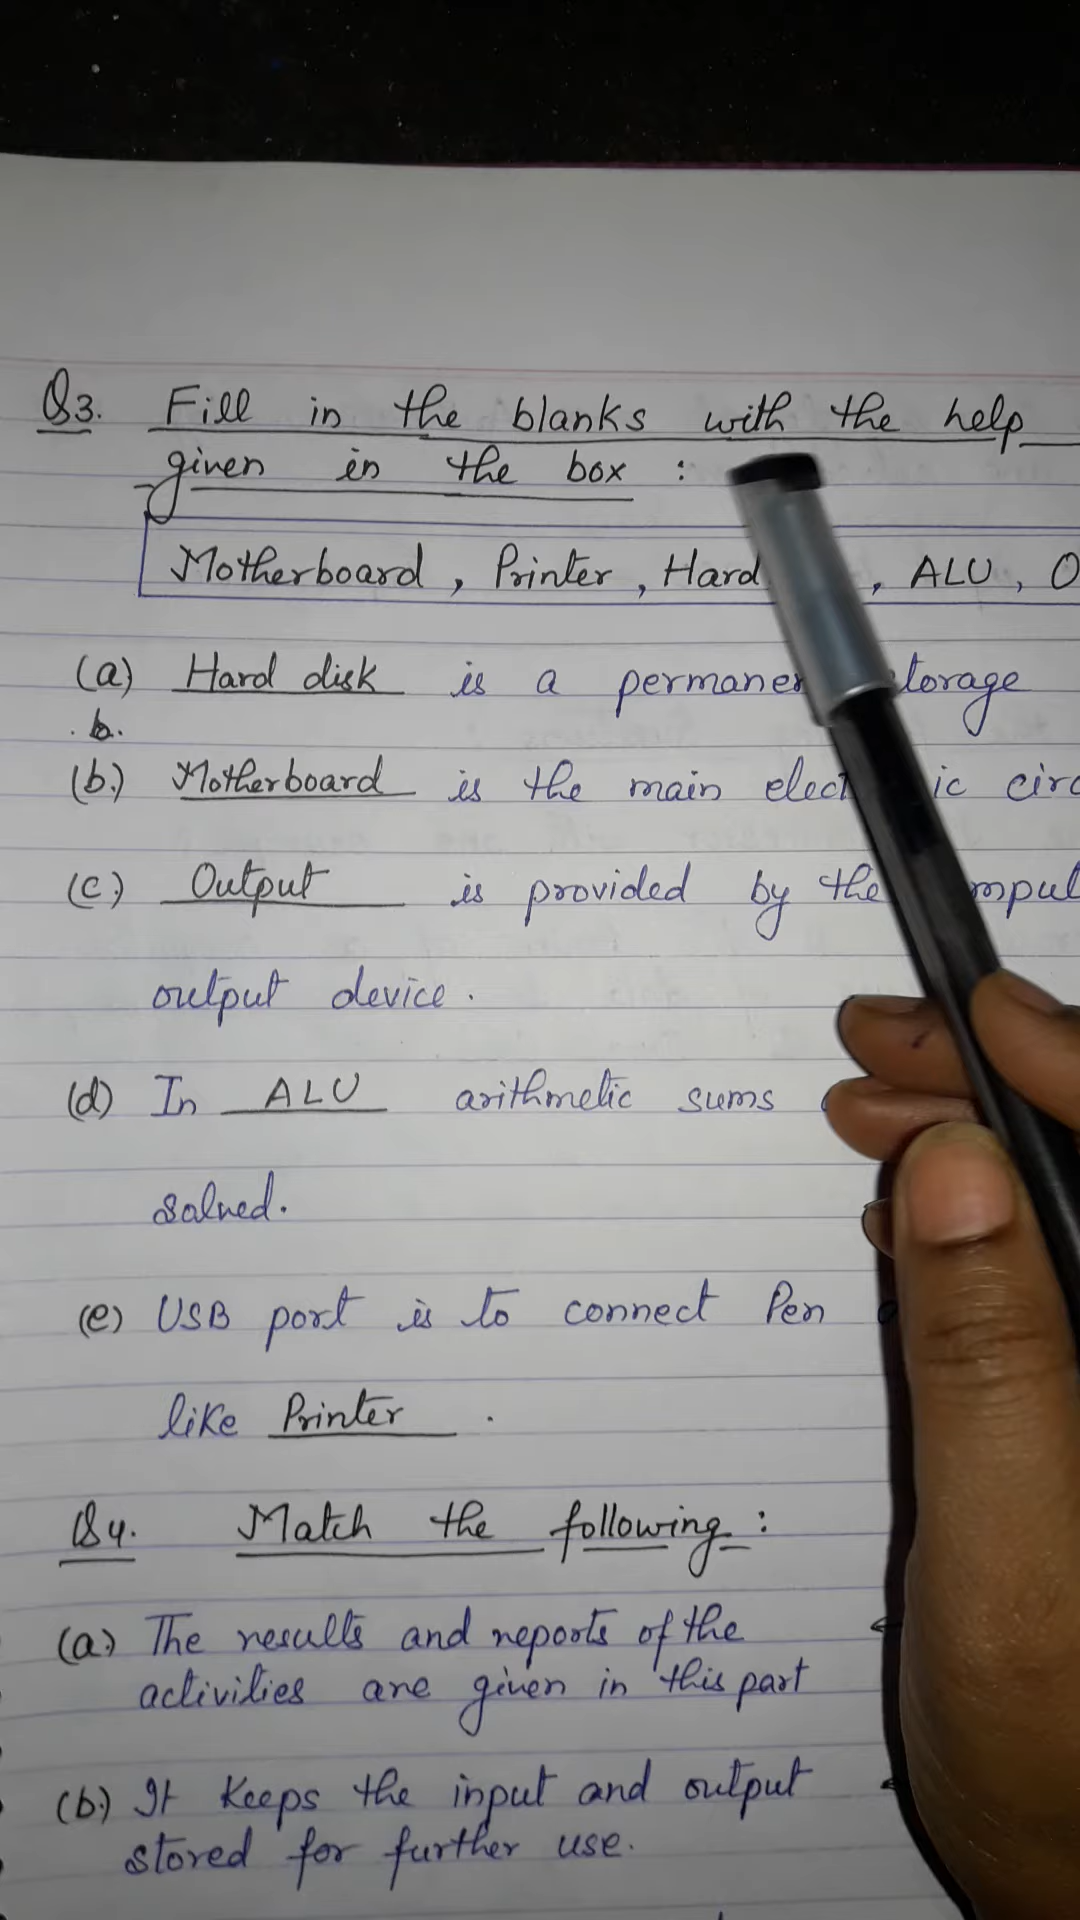 Q3. Fill in the blanks with the help
given in the box :
Motherboard, Printer, Hard , ALU, O
(a) Hard disk is a permanen torage
b.
(b.) Motherboard is the main elect ic circ
(c.) Output is provided by the mput
output device.
(d) In ALU arithmetic sums
solved.
(e) USB port is to connect Pen
like Printer .
Q4. Match the following :
(a.) The results and reports of the
activities are given in this part
(b.) It keeps the input and output
stored for further use.